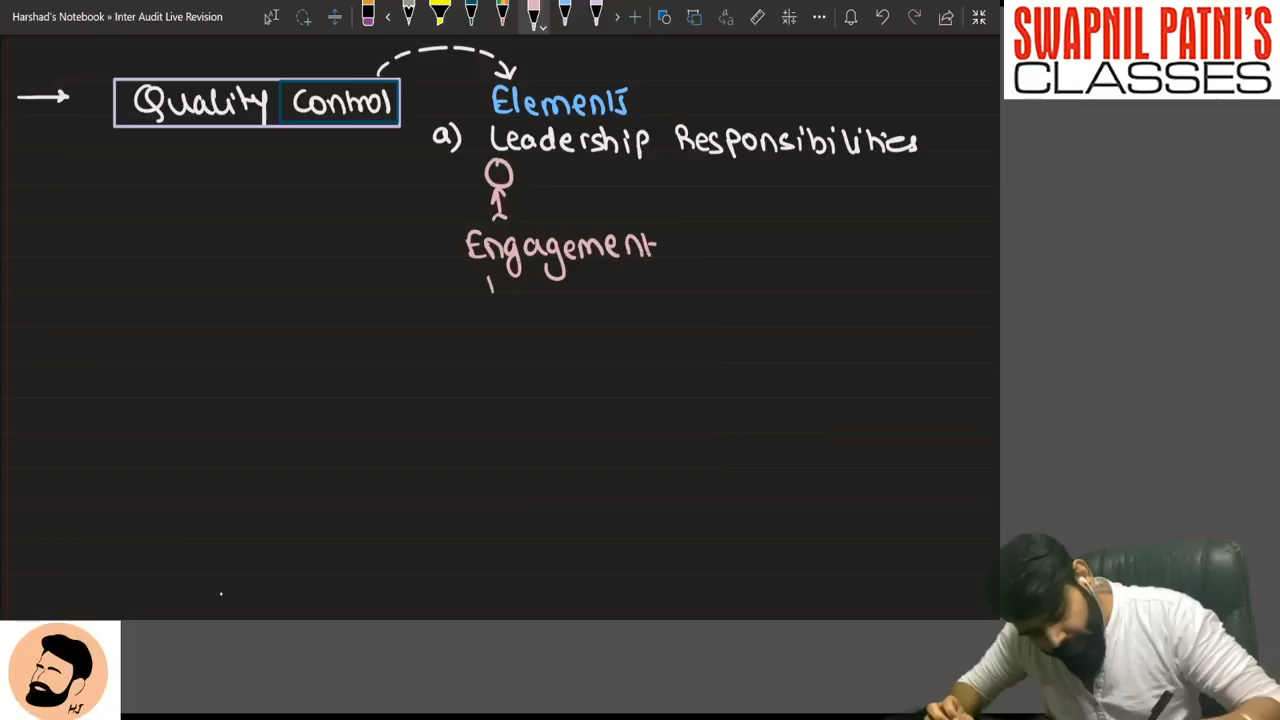 Harshad's Notebook » Inter Audit Live Revision
SWAPNIL PATNI'S
CLASSES
Quality Control
Elements
a) Leadership Responsibilities
Engagement
HJ